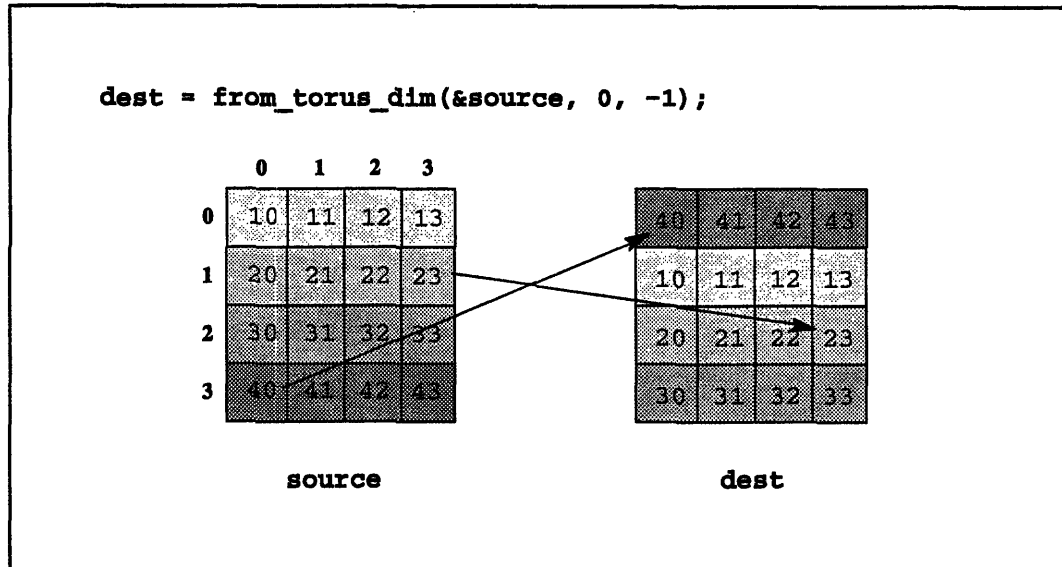 dest = from_torus_dim(&source, 0, -1);
0 1 2 3
0 10 11 12 13 40 41 42 43
1 20 21 22 23 10 11 12 13
2 30 31 32 33 20 21 22 23
3 40 41 42 43 30 31 32 33
source dest